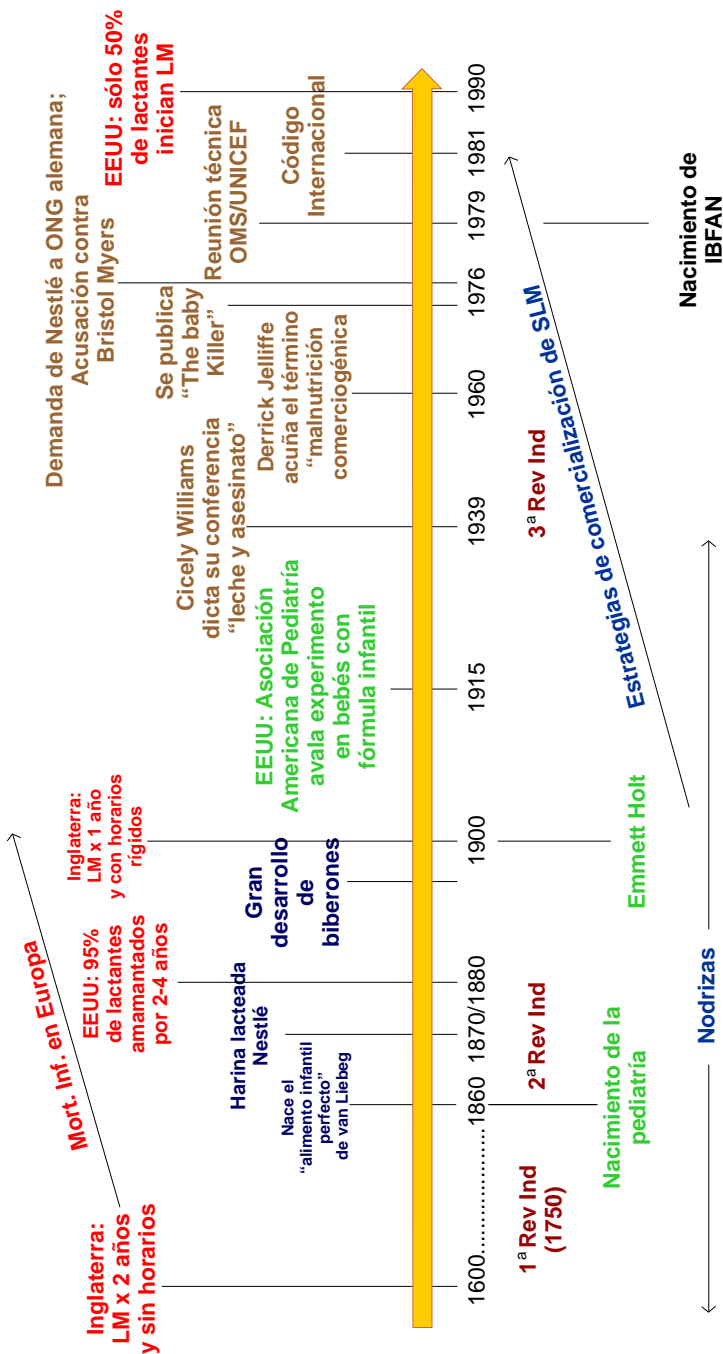 Mort. Inf. en Europa
Inglaterra:
LM x 2 años
y sin horarios
EEUU: 95%
de lactantes
amamantados
por 2-4 años
Inglaterra:
LM x 1 año
y con horarios
rígidos
Demanda de Nestlé a ONG alemana;
Acusación contra
Bristol Myers
EEUU: sólo 50%
de lactantes
inician LM
Nace el
“alimento infantil
perfecto”
de van Liebeg
Harina lacteada
Nestlé
Gran
desarrollo
de
biberones
EEUU: Asociación
Americana de Pediatría
avala experimento
en bebés con
fórmula infantil
Cicely Williams
dicta su conferencia
“leche y asesinato”
Derrick Jelliffe
acuña el término
“malnutrición
comerciogénica
Se publica
“The baby
Killer”
Reunión técnica
OMS/UNICEF
Código
Internacional
1600............1860 1870/1880 1900 1915 1939 1960 1976 1979 1981 1990
1ª Rev Ind
(1750)
2ª Rev Ind
3ª Rev Ind
Nacimiento de la
pediatría
Emmett Holt
Estrategias de comercialización de SLM
Nodrizas
Nacimiento de
IBFAN